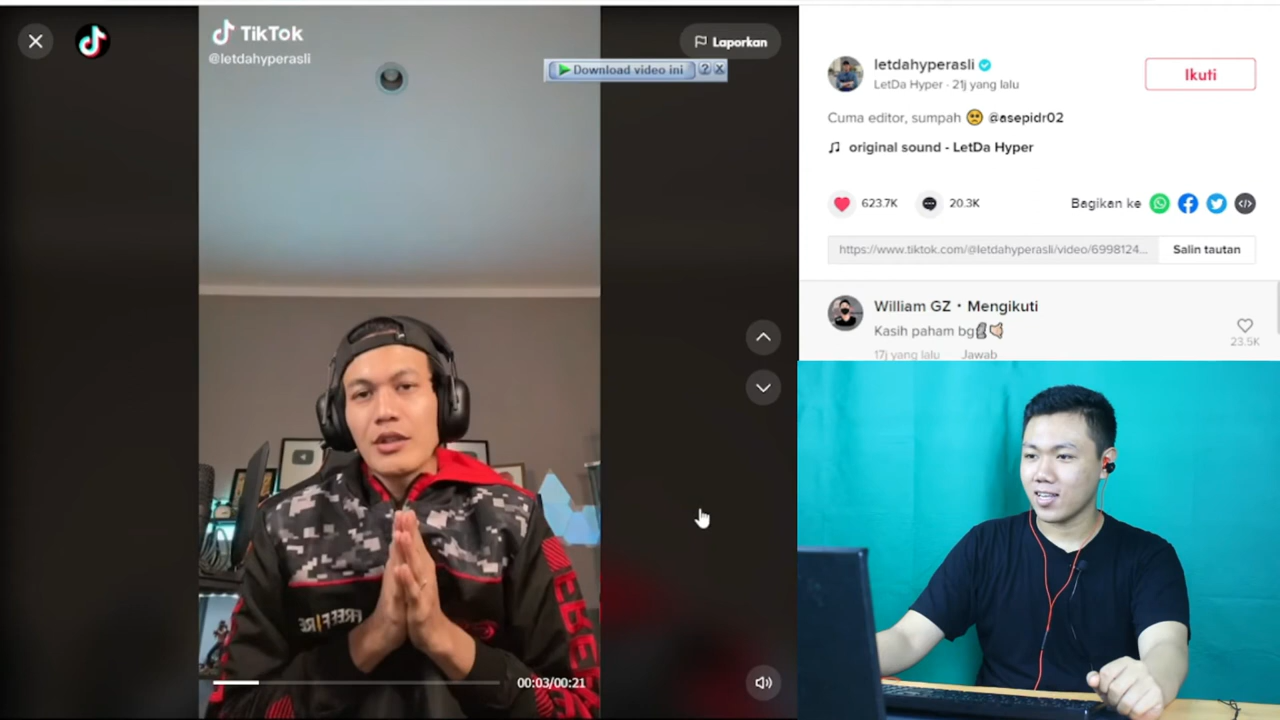 TikTok
@letdahyperasli
Laporkan
Download video ini
FREEFIRE
00:03/00:21
letdahyperasli
LetDa Hyper · 21j yang lalu
Ikuti
Cuma editor, sumpah 🥺 @asepidr02
original sound - LetDa Hyper
623.7K
20.3K
Bagikan ke
https://www.tiktok.com/@letdahyperasli/video/6998124...
Salin tautan
William GZ · Mengikuti
Kasih paham bg🗿👊🏻
23.5K
17j yang lalu Jawab